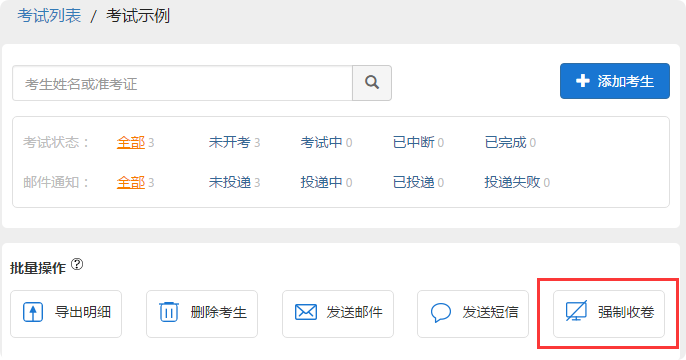 考试列表 / 考试示例
考生姓名或准考证
添加考生
考试状态： 全部 3 未开考 3 考试中 0 已中断 0 已完成 0
邮件通知： 全部 3 未投递 3 投递中 0 已投递 0 投递失败 0
批量操作 ?
导出明细 删除考生 发送邮件 发送短信 强制收卷